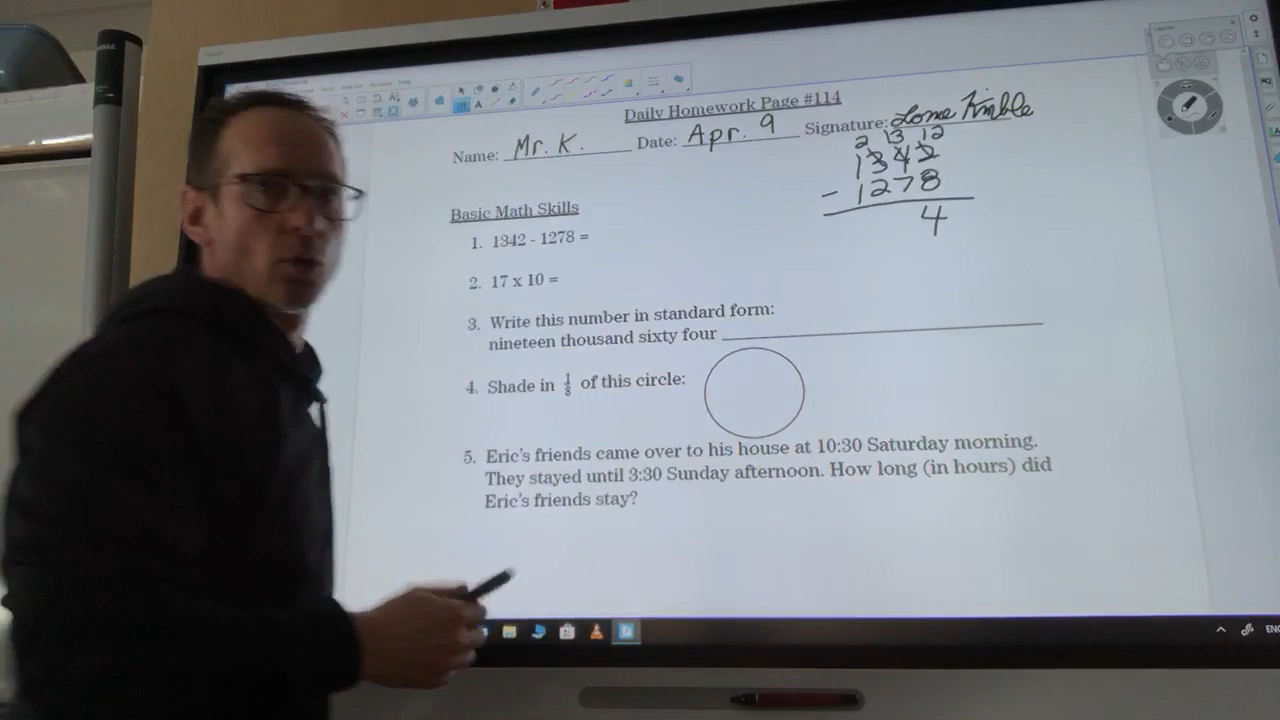 Daily Homework Page #114
Name: Mr. K. Date: Apr. 9 Signature: Lorne Kimble
2 13 12
1342
- 1278
4
Basic Math Skills
1. 1342 - 1278 =
2. 17 x 10 =
3. Write this number in standard form:
nineteen thousand sixty four
4. Shade in 1/8 of this circle:
5. Eric's friends came over to his house at 10:30 Saturday morning.
They stayed until 3:30 Sunday afternoon. How long (in hours) did
Eric's friends stay?